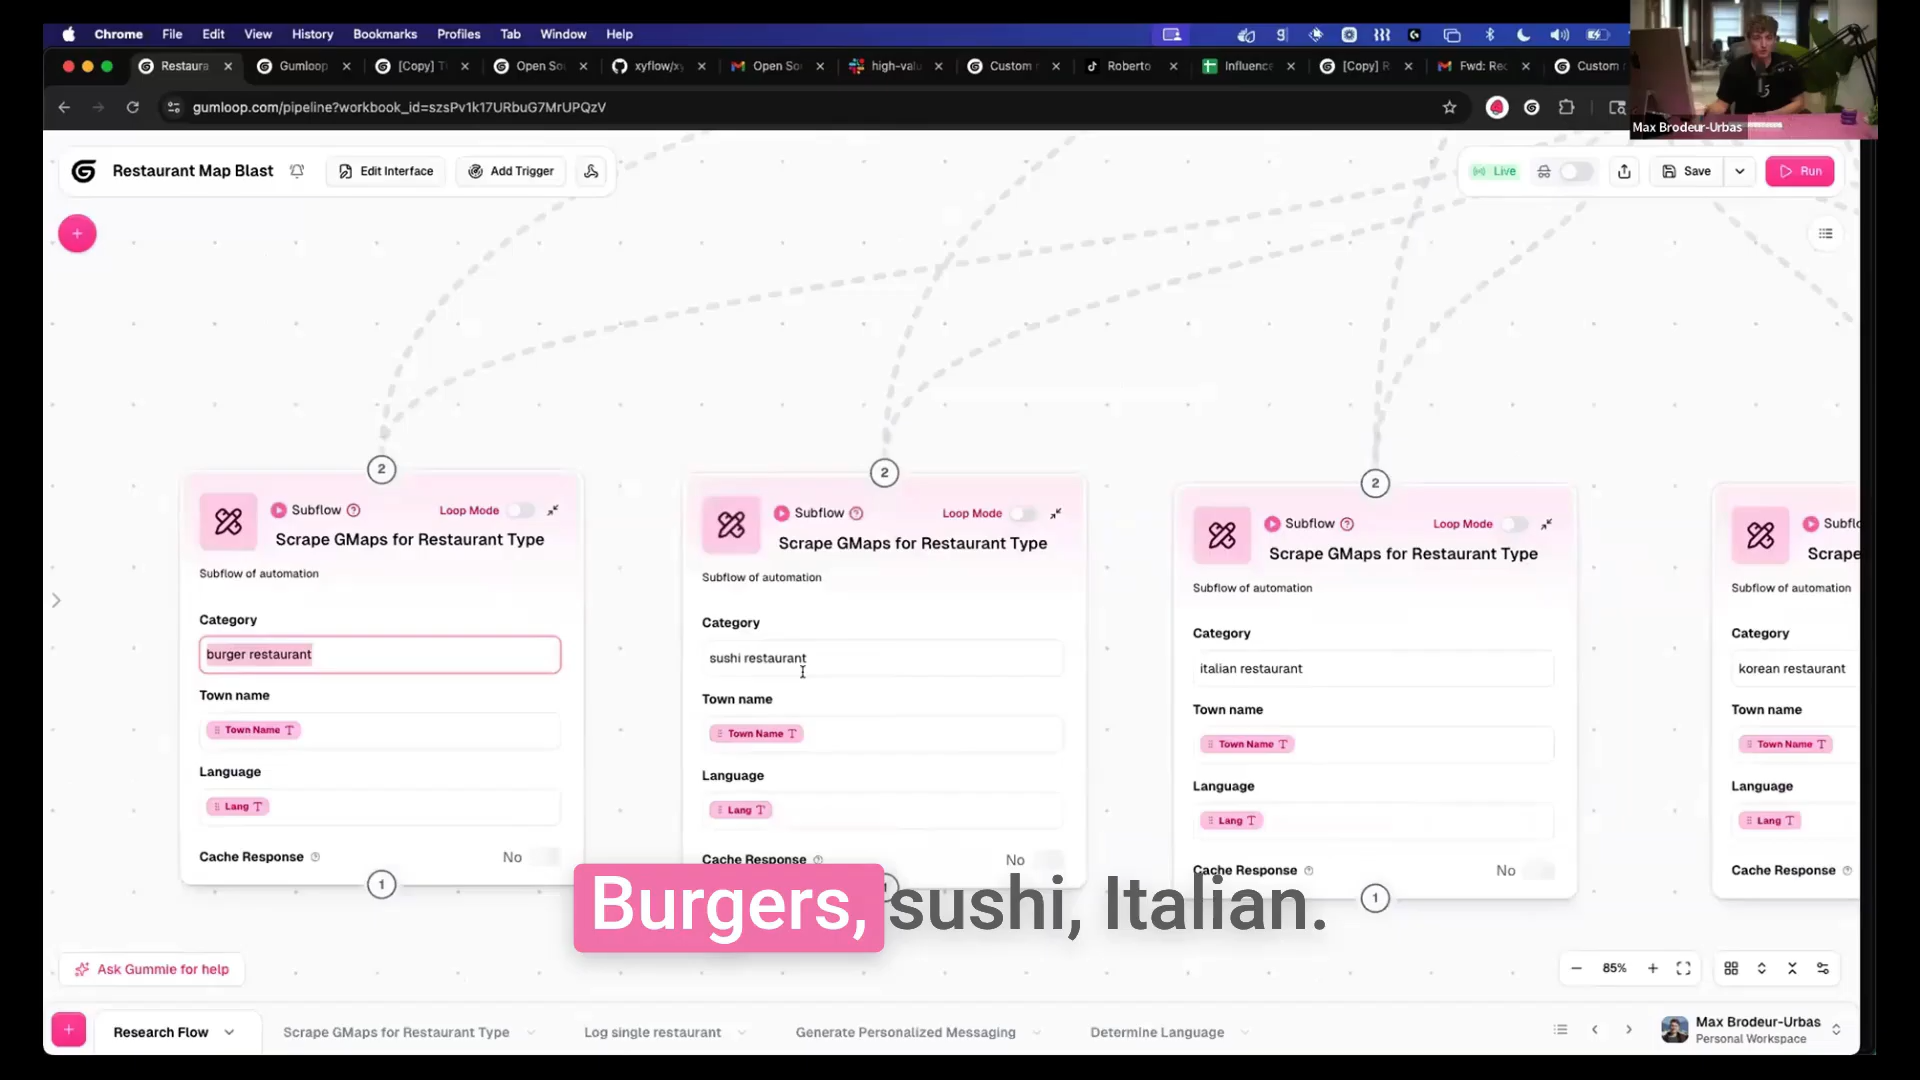 Chrome File Edit View History Bookmarks Profiles Tab Window Help
Restaura Gumloop [Copy] T Open Sou xyflow/xy Open So high-valu Custom r Roberto Influence [Copy] R Fwd: Rec Custom
gumloop.com/pipeline?workbook_id=szsPv1k17URbuG7MrUPQzV
Max Brodeur-Urbas
Restaurant Map Blast Edit Interface Add Trigger Live Save Run
2 2 2
Subflow Loop Mode
Scrape GMaps for Restaurant Type
Subflow of automation
Category
burger restaurant
Town name
Town Name
Language
Lang
Cache Response No
1
Subflow Loop Mode
Scrape GMaps for Restaurant Type
Subflow of automation
Category
sushi restaurant
Town name
Town Name
Language
Lang
Cache Response No
Subflow Loop Mode
Scrape GMaps for Restaurant Type
Subflow of automation
Category
italian restaurant
Town name
Town Name
Language
Lang
Cache Response No
1
Subflo
Scrape
Subflow of automation
Category
korean restaurant
Town name
Town Name
Language
Lang
Cache Response
Burgers, sushi, Italian.
Ask Gummie for help
85%
Research Flow Scrape GMaps for Restaurant Type Log single restaurant Generate Personalized Messaging Determine Language
Max Brodeur-Urbas
Personal Workspace